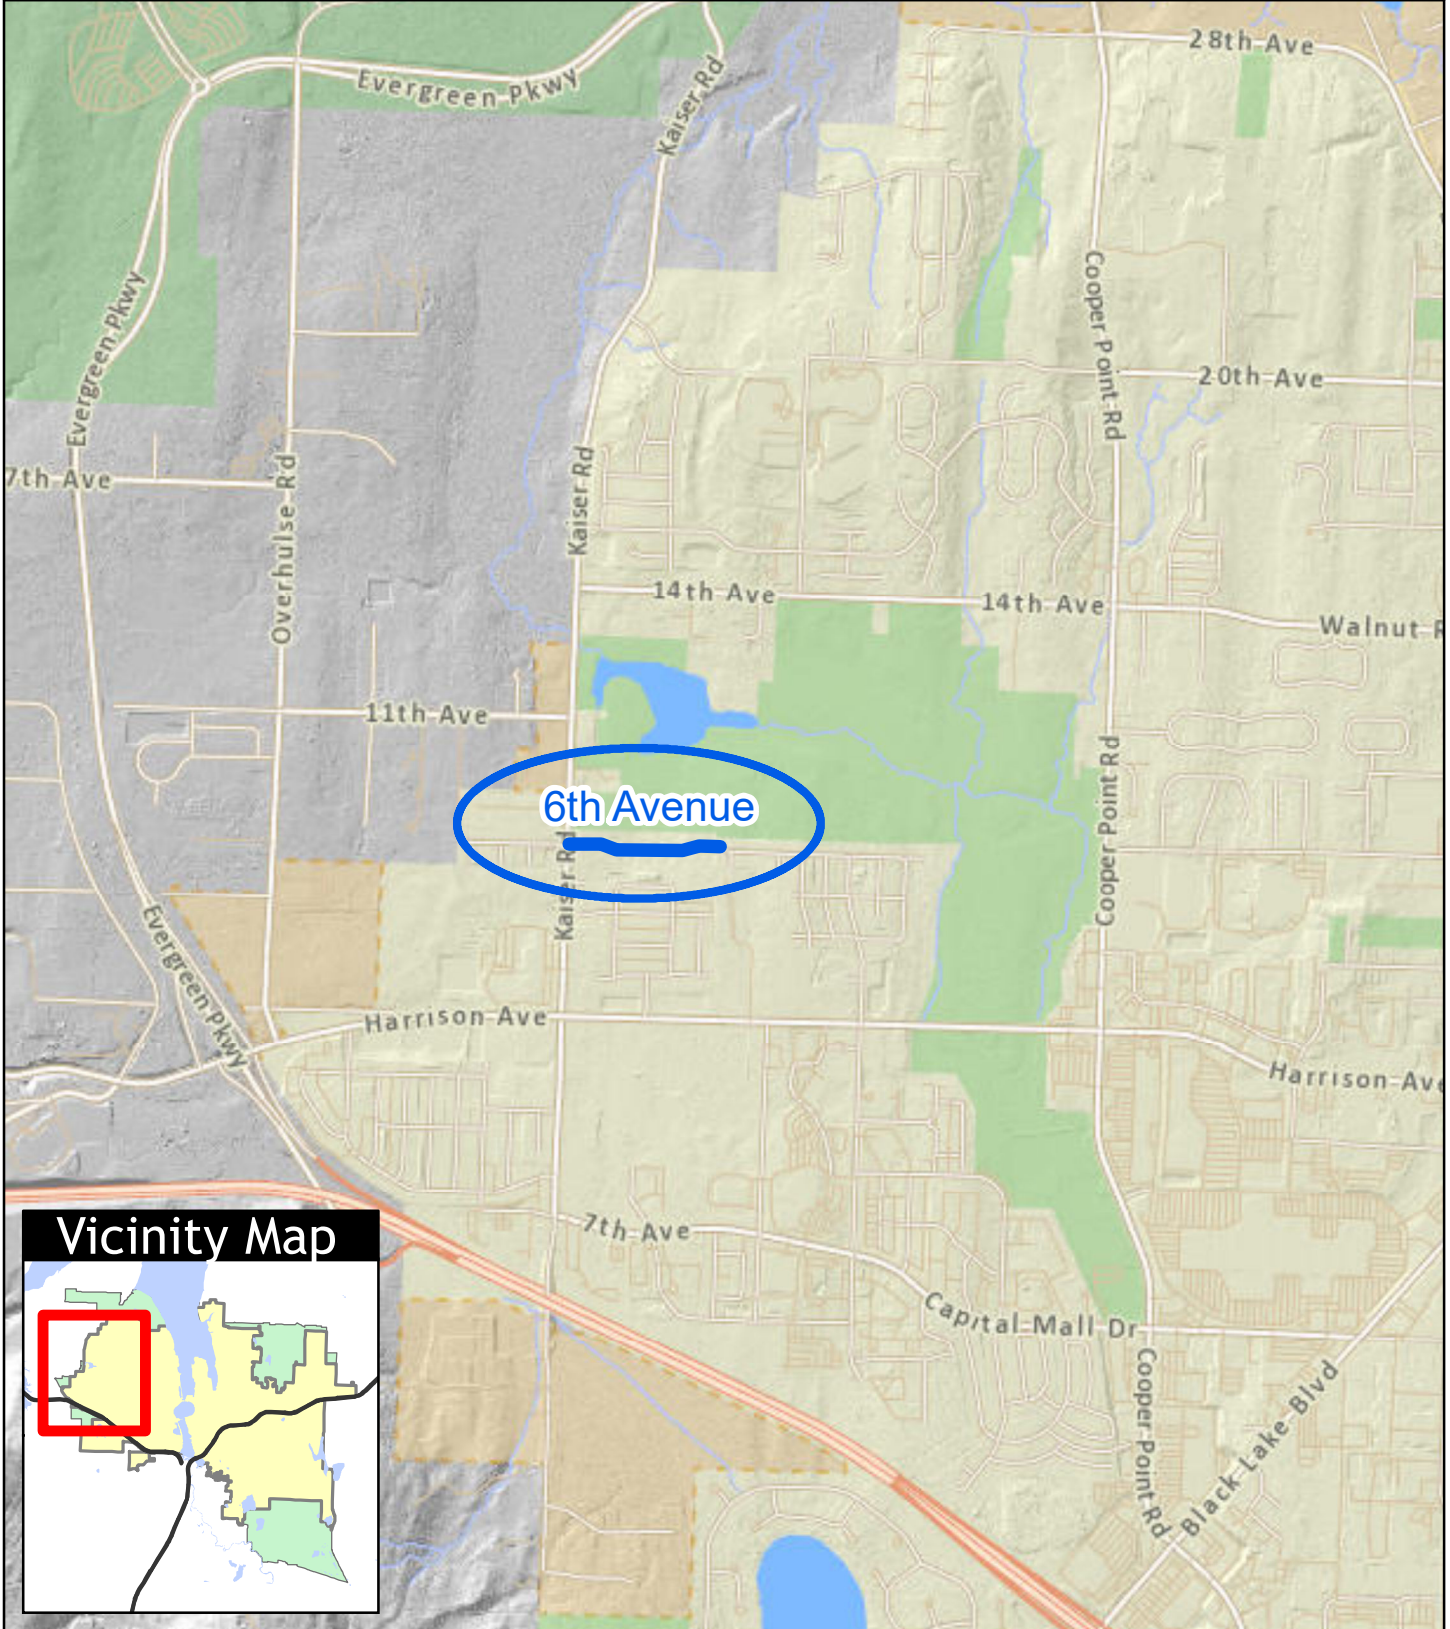 28th Ave
Evergreen Pkwy
Kaiser Rd
Cooper Point Rd
Evergreen Pkwy
20th Ave
7th Ave
Overhulse Rd
Kaiser Rd
14th Ave
14th Ave
Walnut R
11th Ave
6th Avenue
Kaiser Rd
Cooper Point Rd
Evergreen Pkwy
Harrison Ave
Harrison Ave
7th Ave
Vicinity Map
Capital Mall Dr
Cooper Point Rd
Black Lake Blvd